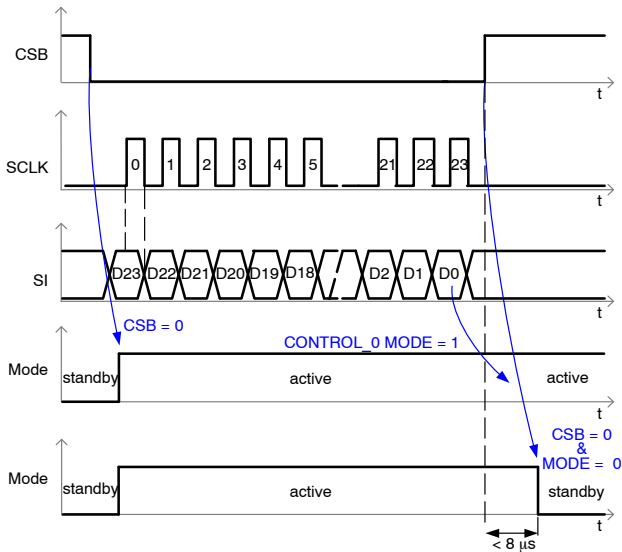 CSB
t
SCLK
0 1 2 3 4 5 21 22 23
t
SI
D23 D22 D21 D20 D19 D18 D2 D1 D0
t
CSB = 0
CONTROL_0 MODE = 1
Mode
standby active active
t
CSB = 0
&
MODE = 0
Mode
standby active standby
t
< 8 μs